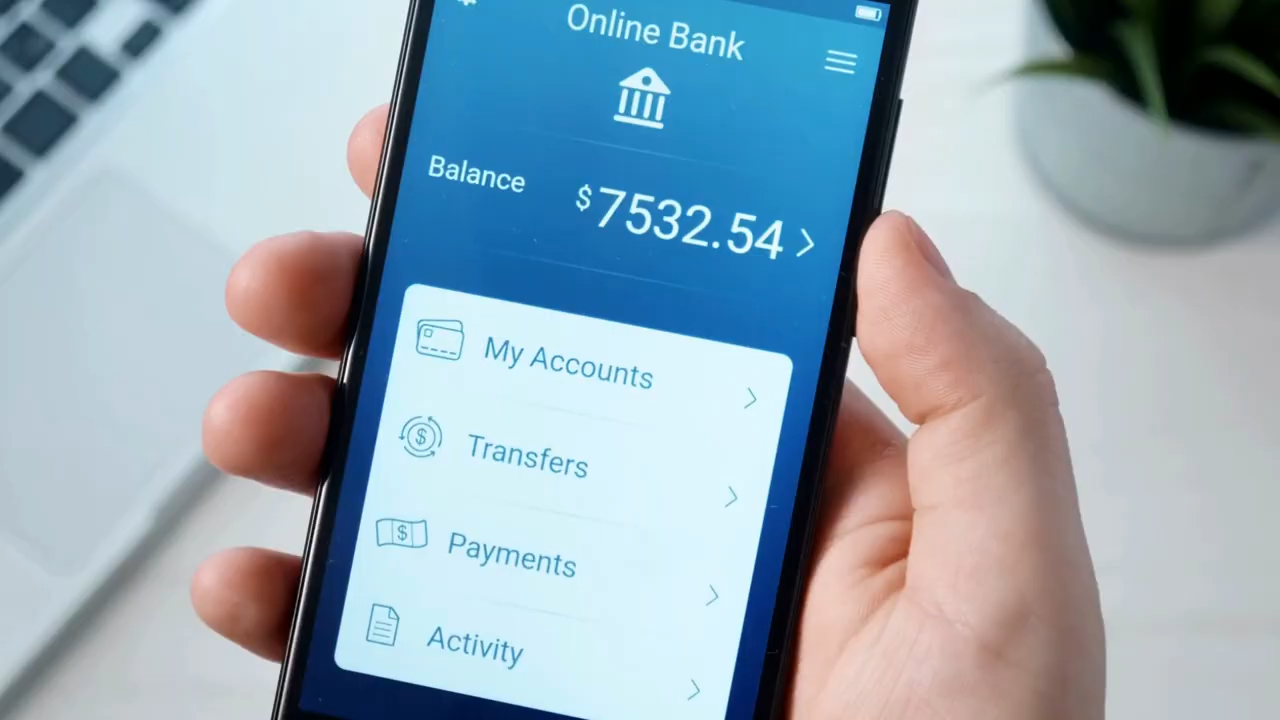 Online Bank
Balance $7532.54
My Accounts
Transfers
Payments
Activity